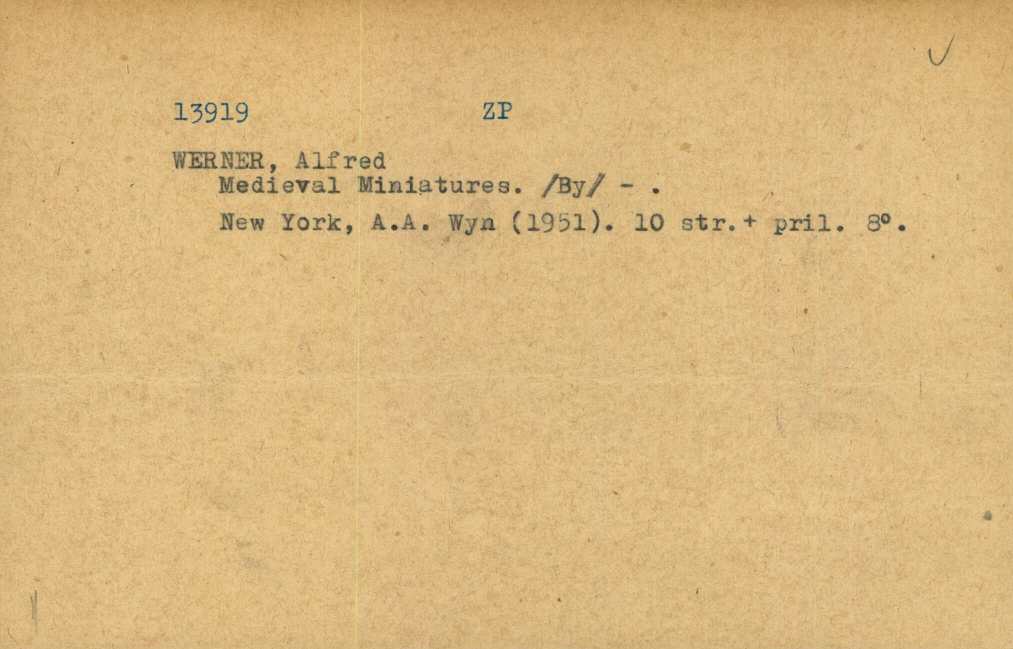 13919 ZP
WERNER, Alfred
Medieval Miniatures. /By/ - .
New York, A.A. Wyn (1951). 10 str.+ pril. 8°.